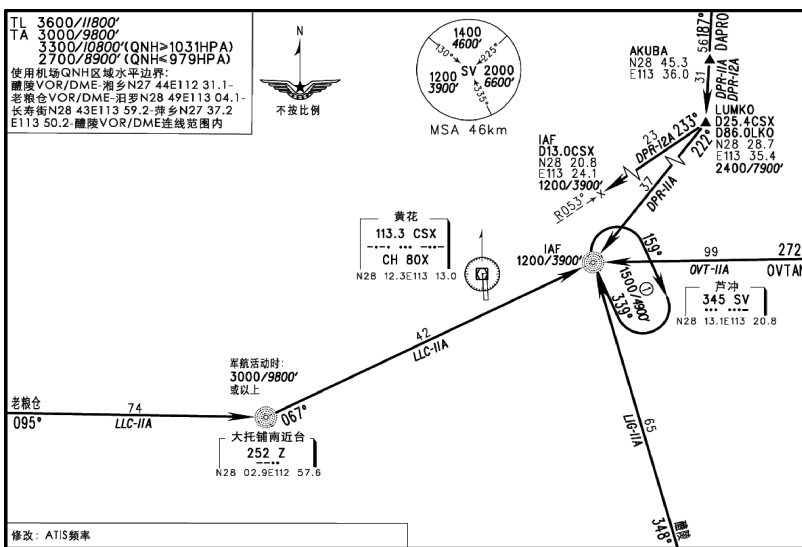 TL 3600/11800'
TA 3000/9800'
3300/10800'(QNH≥1031HPA)
2700/8900'(QNH≤979HPA)
使用机场QNH区域水平边界:
醴陵VOR/DME-湘乡N27 44E112 31.1-
老粮仓VOR/DME-汨罗N28 49E113 04.1-
长寿街N28 43E113 59.2-萍乡N27 37.2
E113 50.2-醴陵VOR/DME连线范围内
N
不按比例
1400
4600'
130°
225°
SV
1200
3900'
2000
6600'
335°
MSA 46km
187°
DAPRO
56
DPR-11A
DPR-12A
AKUBA
N28 45.3
E113 36.0
31
LUMKO
D25.4CSX
D86.0LKO
N28 28.7
E113 35.4
2400/7900'
233°
23
DPR-12A
222°
37
DPR-11A
IAF
D13.0CSX
N28 20.8
E113 24.1
1200/3900'
R053°
黄花
113.3 CSX
CH 80X
N28 12.3E113 13.0
IAF
1200/3900'
159°
1500/4900'
①
339°
99
OVT-11A
272
OVTAN
芦冲
345 SV
N28 13.1E113 20.8
42
LLC-11A
军航活动时:
3000/9800'
或以上
老粮仓
095°
74
LLC-11A
067°
大托铺南近台
252 Z
N28 02.9E112 57.6
65
LIG-11A
348°
醴陵
修改: ATIS频率